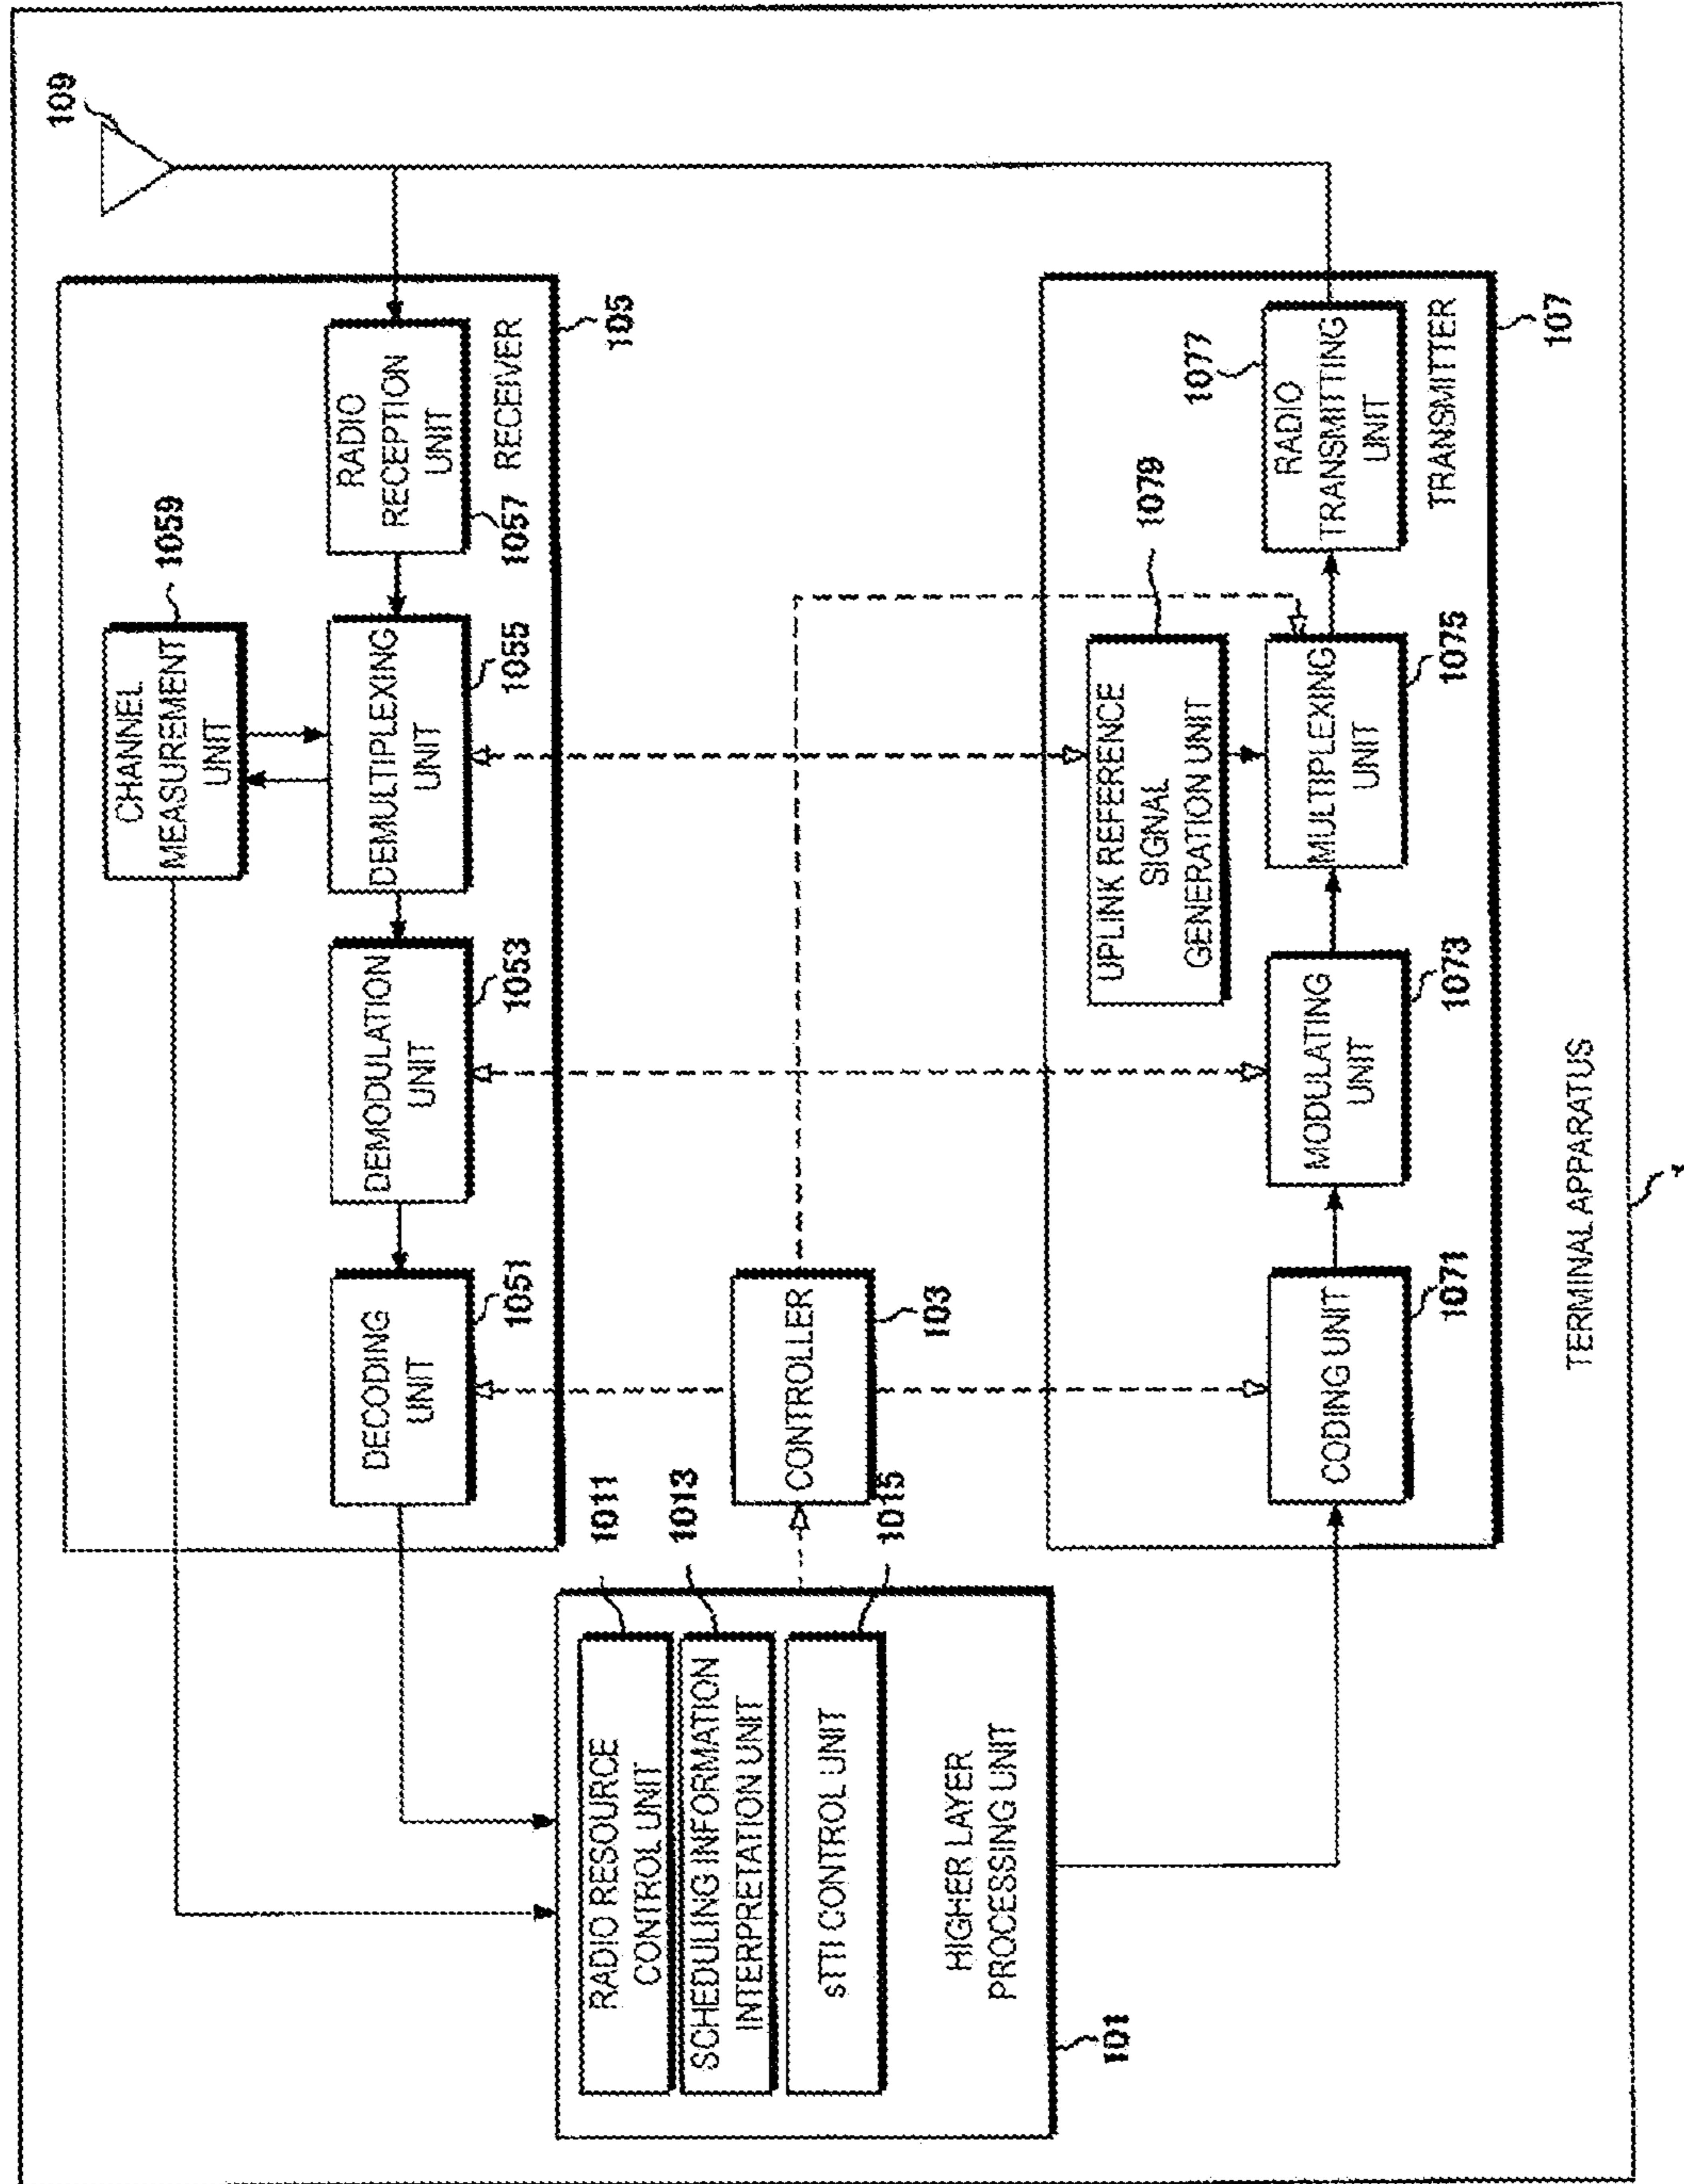 109
CHANNEL
MEASUREMENT
UNIT
1059
DECODING
UNIT
1051
DEMODULATION
UNIT
1053
DEMULTIPLEXING
UNIT
1055
RADIO
RECEPTION
UNIT
1057
RECEIVER
105
RADIO RESOURCE
CONTROL UNIT
1011
SCHEDULING INFORMATION
INTERPRETATION UNIT
1013
sTTI CONTROL UNIT
1015
HIGHER LAYER
PROCESSING UNIT
101
CONTROLLER
103
UPLINK REFERENCE
SIGNAL
GENERATION UNIT
1079
CODING UNIT
1071
MODULATING
UNIT
1073
MULTIPLEXING
UNIT
1075
RADIO
TRANSMITTING
UNIT
1077
TRANSMITTER
107
TERMINAL APPARATUS
1